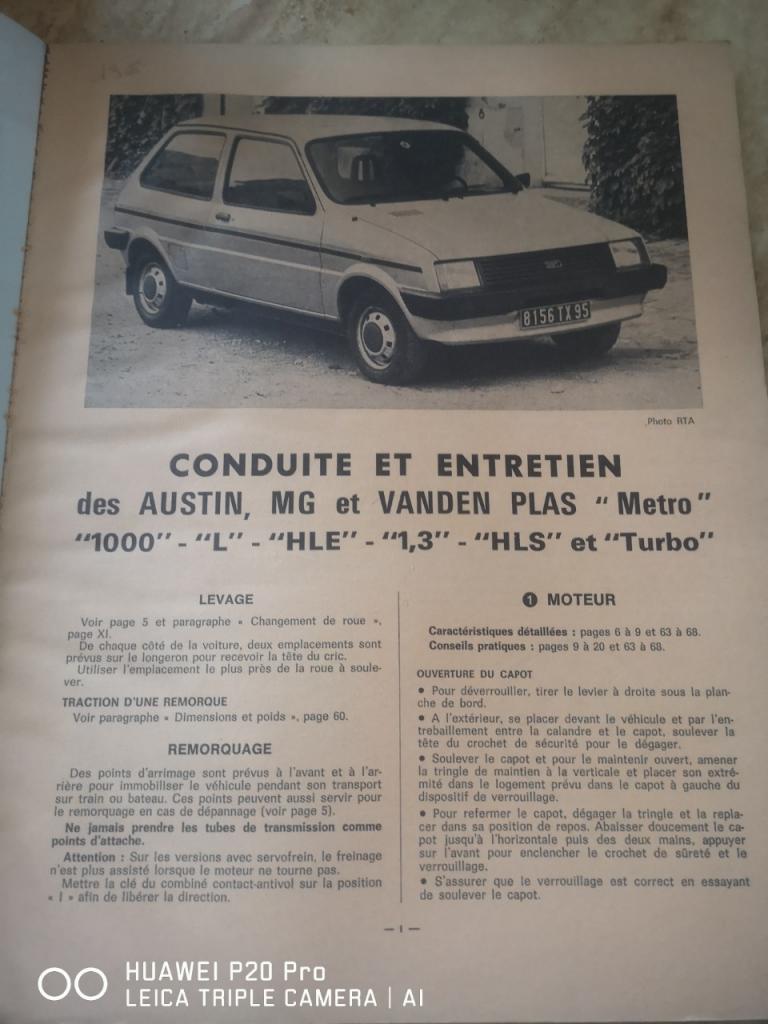 8156 TX 95
Photo RTA
CONDUITE ET ENTRETIEN
des AUSTIN, MG et VANDEN PLAS "Metro"
"1000" - "L" - "HLE" - "1,3" - "HLS" et "Turbo"
LEVAGE
Voir page 5 et paragraphe « Changement de roue »,
page XI.
De chaque côté de la voiture, deux emplacements sont
prévus sur le longeron pour recevoir la tête du cric.
Utiliser l'emplacement le plus près de la roue à soule-
ver.
TRACTION D'UNE REMORQUE
Voir paragraphe « Dimensions et poids », page 60.
REMORQUAGE
Des points d'arrimage sont prévus à l'avant et à l'ar-
rière pour immobiliser le véhicule pendant son transport
sur train ou bateau. Ces points peuvent aussi servir pour
le remorquage en cas de dépannage (voir page 5).
Ne jamais prendre les tubes de transmission comme
points d'attache.
Attention : Sur les versions avec servofrein, le freinage
n'est plus assisté lorsque le moteur ne tourne pas.
Mettre la clé du combiné contact-antivol sur la position
« I » afin de libérer la direction.
1 MOTEUR
Caractéristiques détaillées : pages 6 à 9 et 63 à 68.
Conseils pratiques : pages 9 à 20 et 63 à 68.
OUVERTURE DU CAPOT
• Pour déverrouiller, tirer le levier à droite sous la plan-
che de bord.
• A l'extérieur, se placer devant le véhicule et par l'en-
trebaillement entre la calandre et le capot, soulever la
tête du crochet de sécurité pour le dégager.
• Soulever le capot et pour le maintenir ouvert, amener
la tringle de maintien à la verticale et placer son extré-
mité dans le logement prévu dans le capot à gauche du
dispositif de verrouillage.
• Pour refermer le capot, dégager la tringle et la repla-
cer dans sa position de repos. Abaisser doucement le ca-
pot jusqu'à l'horizontale puis des deux mains, appuyer
sur l'avant pour enclencher le crochet de sûreté et le
verrouillage.
• S'assurer que le verrouillage est correct en essayant
de soulever le capot.
— I —
HUAWEI P20 Pro
LEICA TRIPLE CAMERA | AI